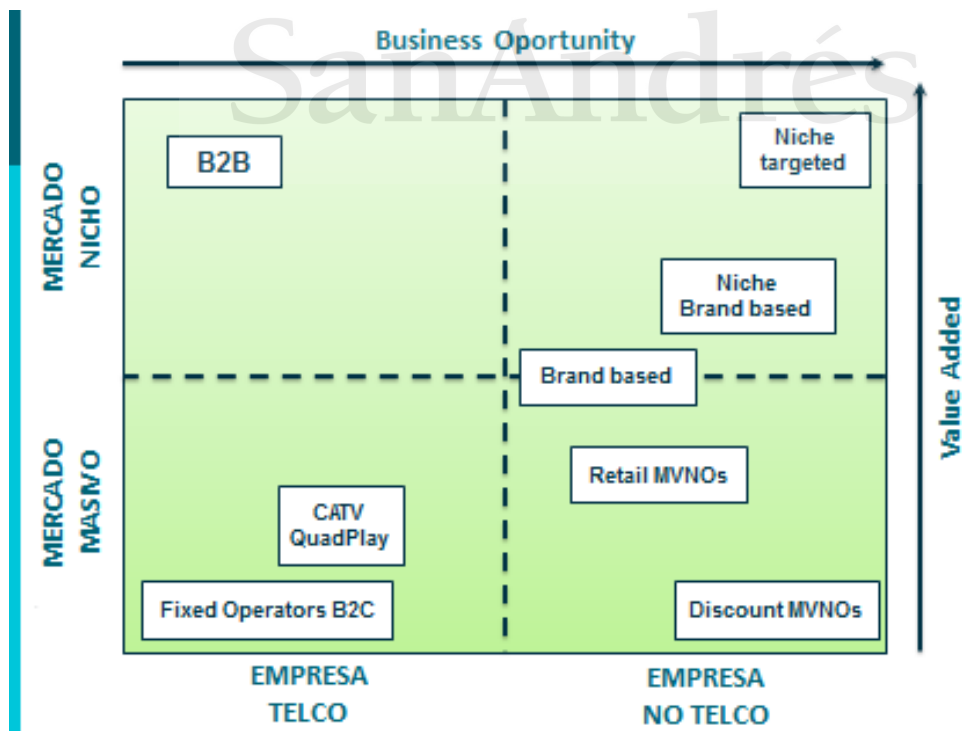 SanAndrés
Business Oportunity
B2B
Niche
targeted
MERCADO
NICHO
Niche
Brand based
Value Added
Brand based
MERCADO
MASIVO
Retail MVNOs
CATV
QuadPlay
Fixed Operators B2C
Discount MVNOs
EMPRESA
TELCO
EMPRESA
NO TELCO